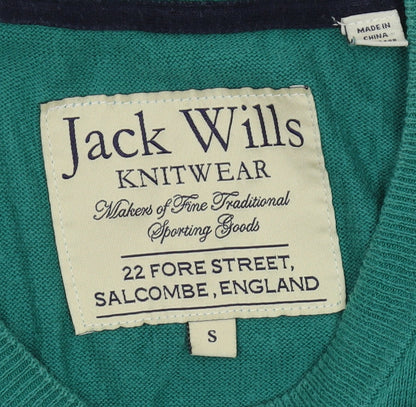 MADE IN
CHINA
Jack Wills
KNITWEAR
Makers of Fine Traditional
Sporting Goods
22 FORE STREET,
SALCOMBE, ENGLAND
S